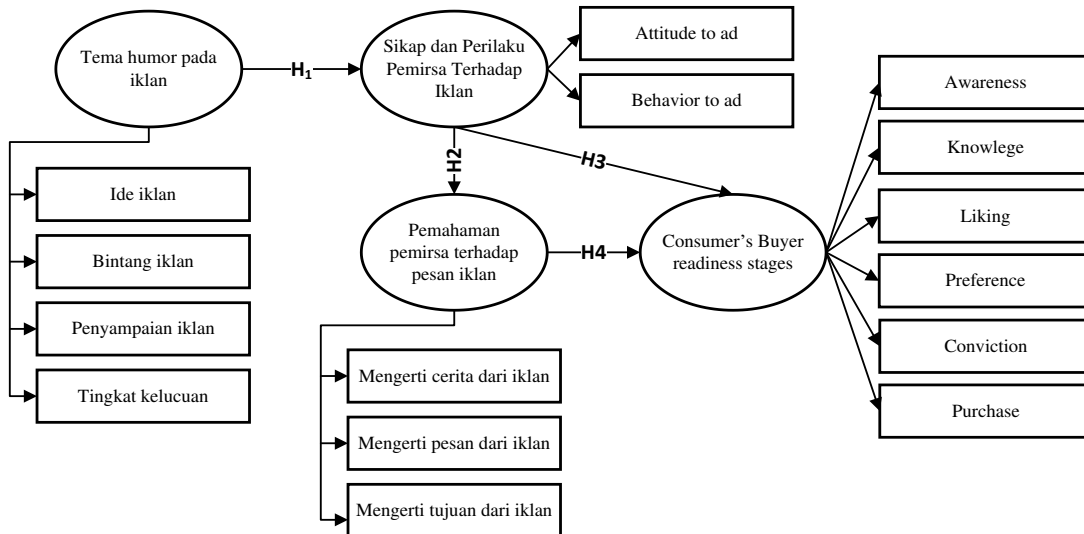 Tema humor pada
iklan
H1
Sikap dan Perilaku
Pemirsa Terhadap
Iklan
Attitude to ad
Behavior to ad
Awareness
Knowlege
Liking
Preference
Conviction
Purchase
H2
H3
Ide iklan
Bintang iklan
Penyampaian iklan
Tingkat kelucuan
Pemahaman
pemirsa terhadap
pesan iklan
H4
Consumer’s Buyer
readiness stages
Mengerti cerita dari iklan
Mengerti pesan dari iklan
Mengerti tujuan dari iklan